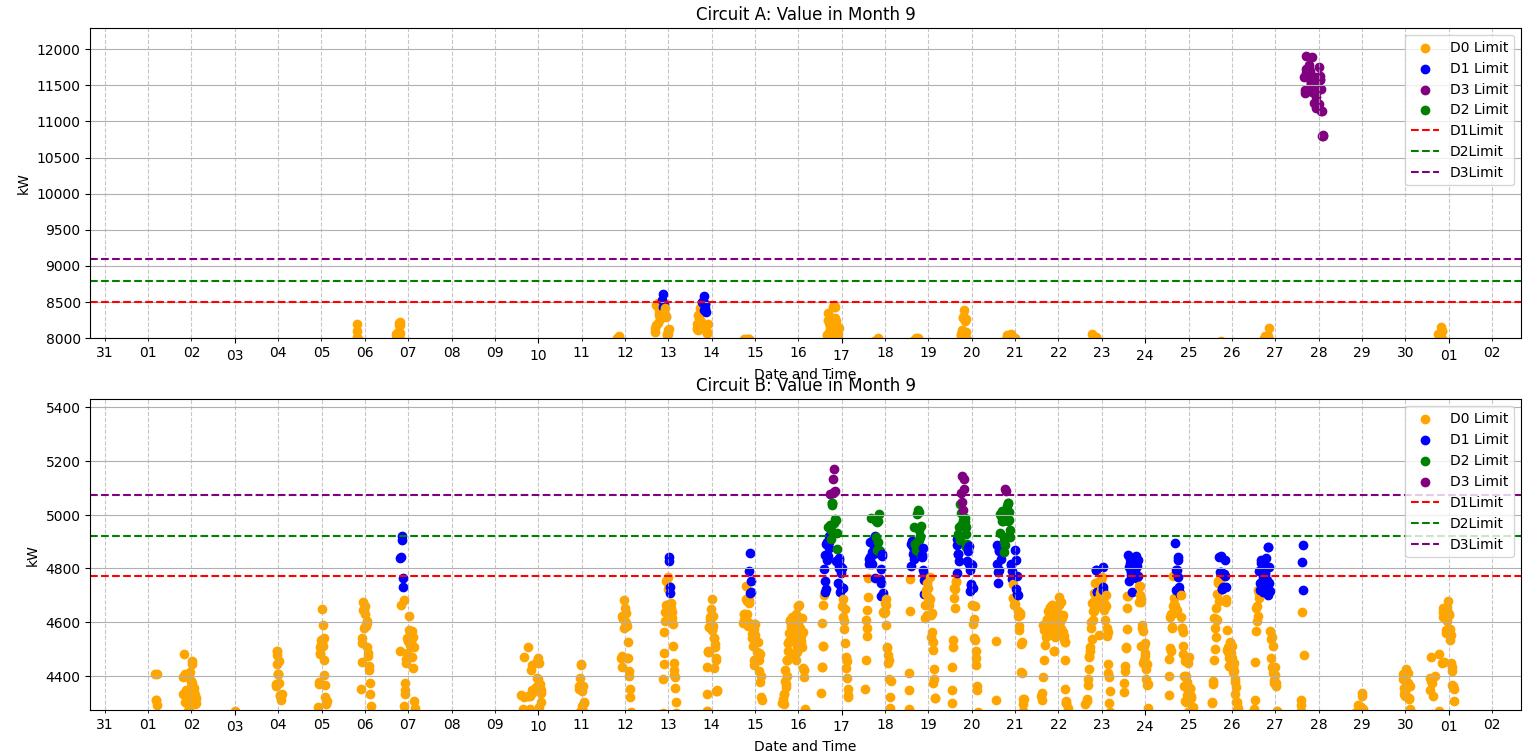 Circuit A: Value in Month 9
12000
11500
11000
10500
10000
9500
9000
8500
8000
kW
D0 Limit
D1 Limit
D3 Limit
D2 Limit
D1Limit
D2Limit
D3Limit
31 01 02 03 04 05 06 07 08 09 10 11 12 13 14 15 16 17 18 19 20 21 22 23 24 25 26 27 28 29 30 01 02
Date and Time
Circuit B: Value in Month 9
5400
5200
5000
4800
4600
4400
kW
D0 Limit
D1 Limit
D2 Limit
D3 Limit
D1Limit
D2Limit
D3Limit
31 01 02 03 04 05 06 07 08 09 10 11 12 13 14 15 16 17 18 19 20 21 22 23 24 25 26 27 28 29 30 01 02
Date and Time